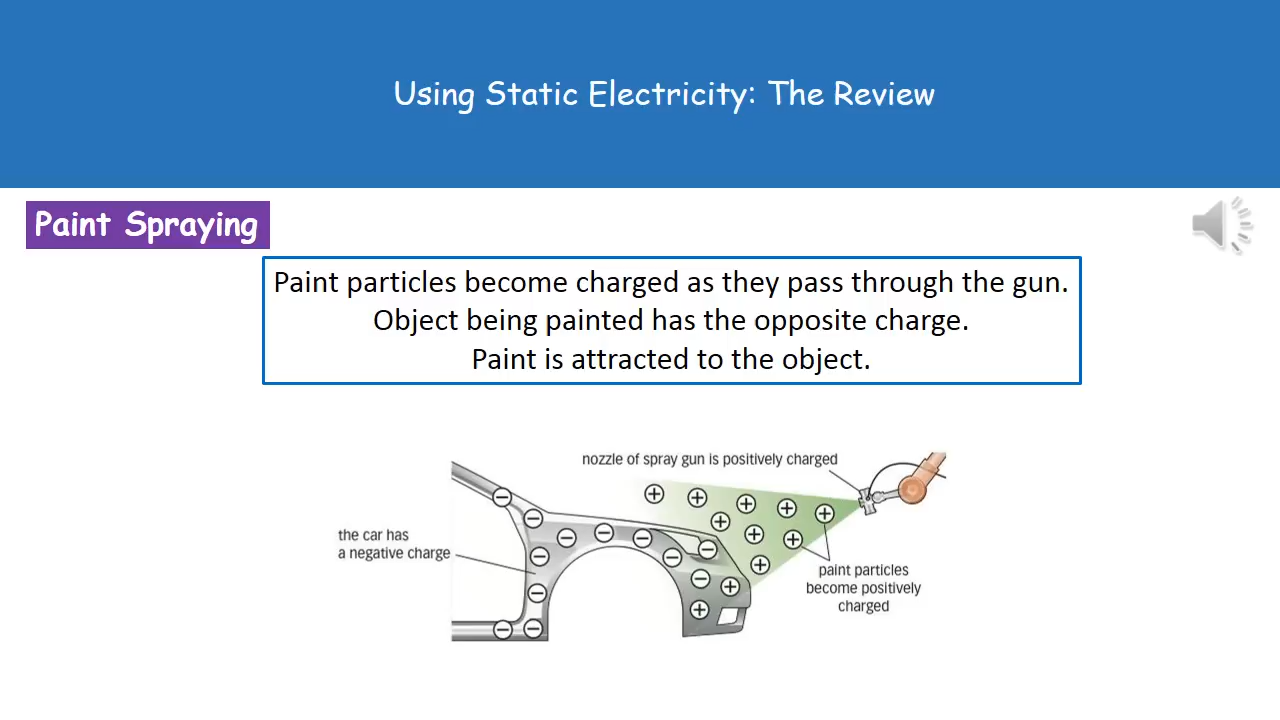 Using Static Electricity: The Review
Paint Spraying
Paint particles become charged as they pass through the gun.
Object being painted has the opposite charge.
Paint is attracted to the object.
nozzle of spray gun is positively charged
the car has
a negative charge
paint particles
become positively
charged